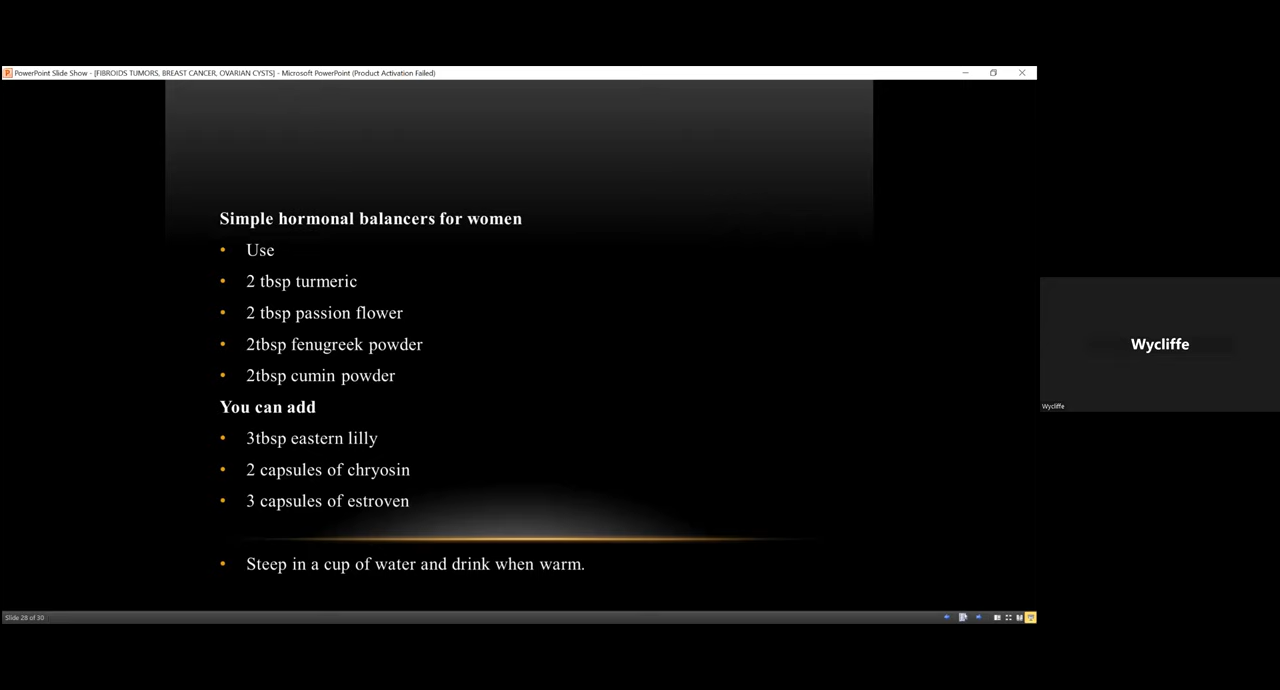 PowerPoint Slide Show - [FIBROIDS TUMORS, BREAST CANCER, OVARIAN CYSTS] - Microsoft PowerPoint (Product Activation Failed)
Simple hormonal balancers for women
• Use
• 2 tbsp turmeric
• 2 tbsp passion flower
• 2tbsp fenugreek powder
• 2tbsp cumin powder
You can add
• 3tbsp eastern lilly
• 2 capsules of chryosin
• 3 capsules of estroven
• Steep in a cup of water and drink when warm.
Slide 28 of 30
Wycliffe
Wycliffe